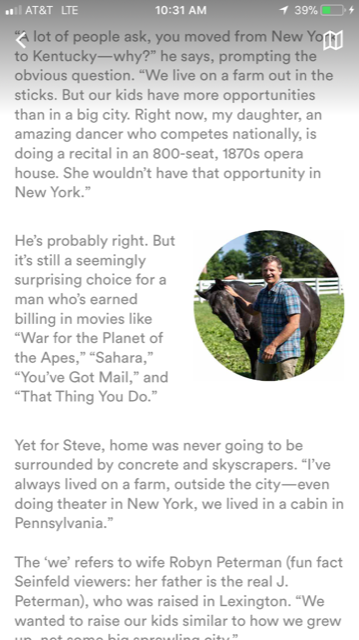 AT&T LTE 10:31 AM 39%
“A lot of people ask, you moved from New York
to Kentucky—why?” he says, prompting the
obvious question. “We live on a farm out in the
sticks. But our kids have more opportunities
than in a big city. Right now, my daughter, an
amazing dancer who competes nationally, is
doing a recital in an 800-seat, 1870s opera
house. She wouldn’t have that opportunity in
New York.”
He’s probably right. But
it’s still a seemingly
surprising choice for a
man who’s earned
billing in movies like
“War for the Planet of
the Apes,” “Sahara,”
“You’ve Got Mail,” and
“That Thing You Do.”
Yet for Steve, home was never going to be
surrounded by concrete and skyscrapers. “I’ve
always lived on a farm, outside the city—even
doing theater in New York, we lived in a cabin in
Pennsylvania.”
The ‘we’ refers to wife Robyn Peterman (fun fact
Seinfeld viewers: her father is the real J.
Peterman), who was raised in Lexington. “We
wanted to raise our kids similar to how we grew
up, not some big sprawling city.”